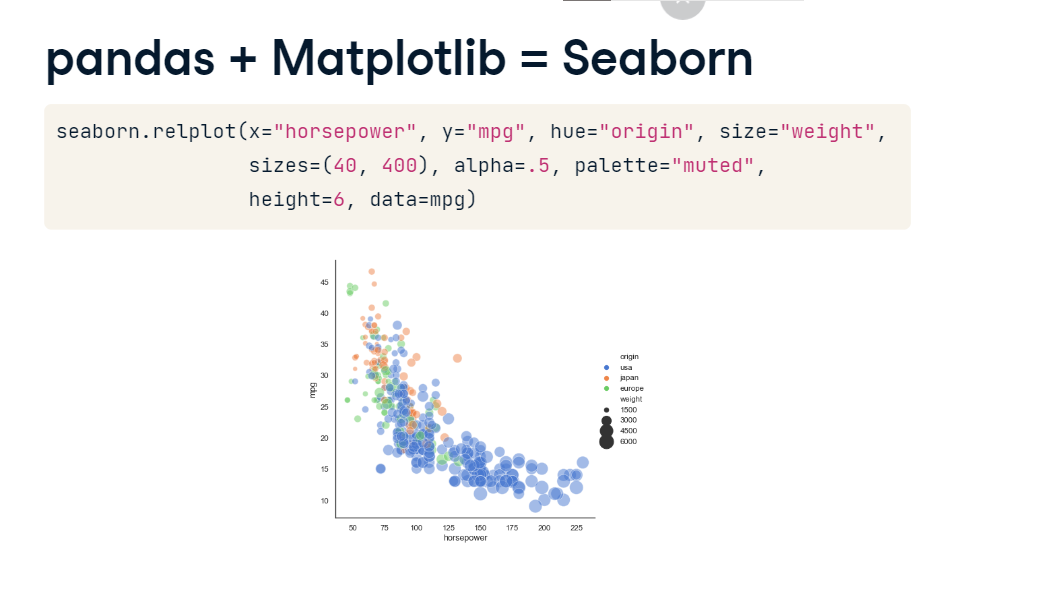 pandas + Matplotlib = Seaborn
seaborn.relplot(x="horsepower", y="mpg", hue="origin", size="weight",
sizes=(40, 400), alpha=.5, palette="muted",
height=6, data=mpg)
45
40
35
30
25
20
15
10
mpg
50 75 100 125 150 175 200 225
horsepower
origin
usa
japan
europe
weight
1500
3000
4500
6000